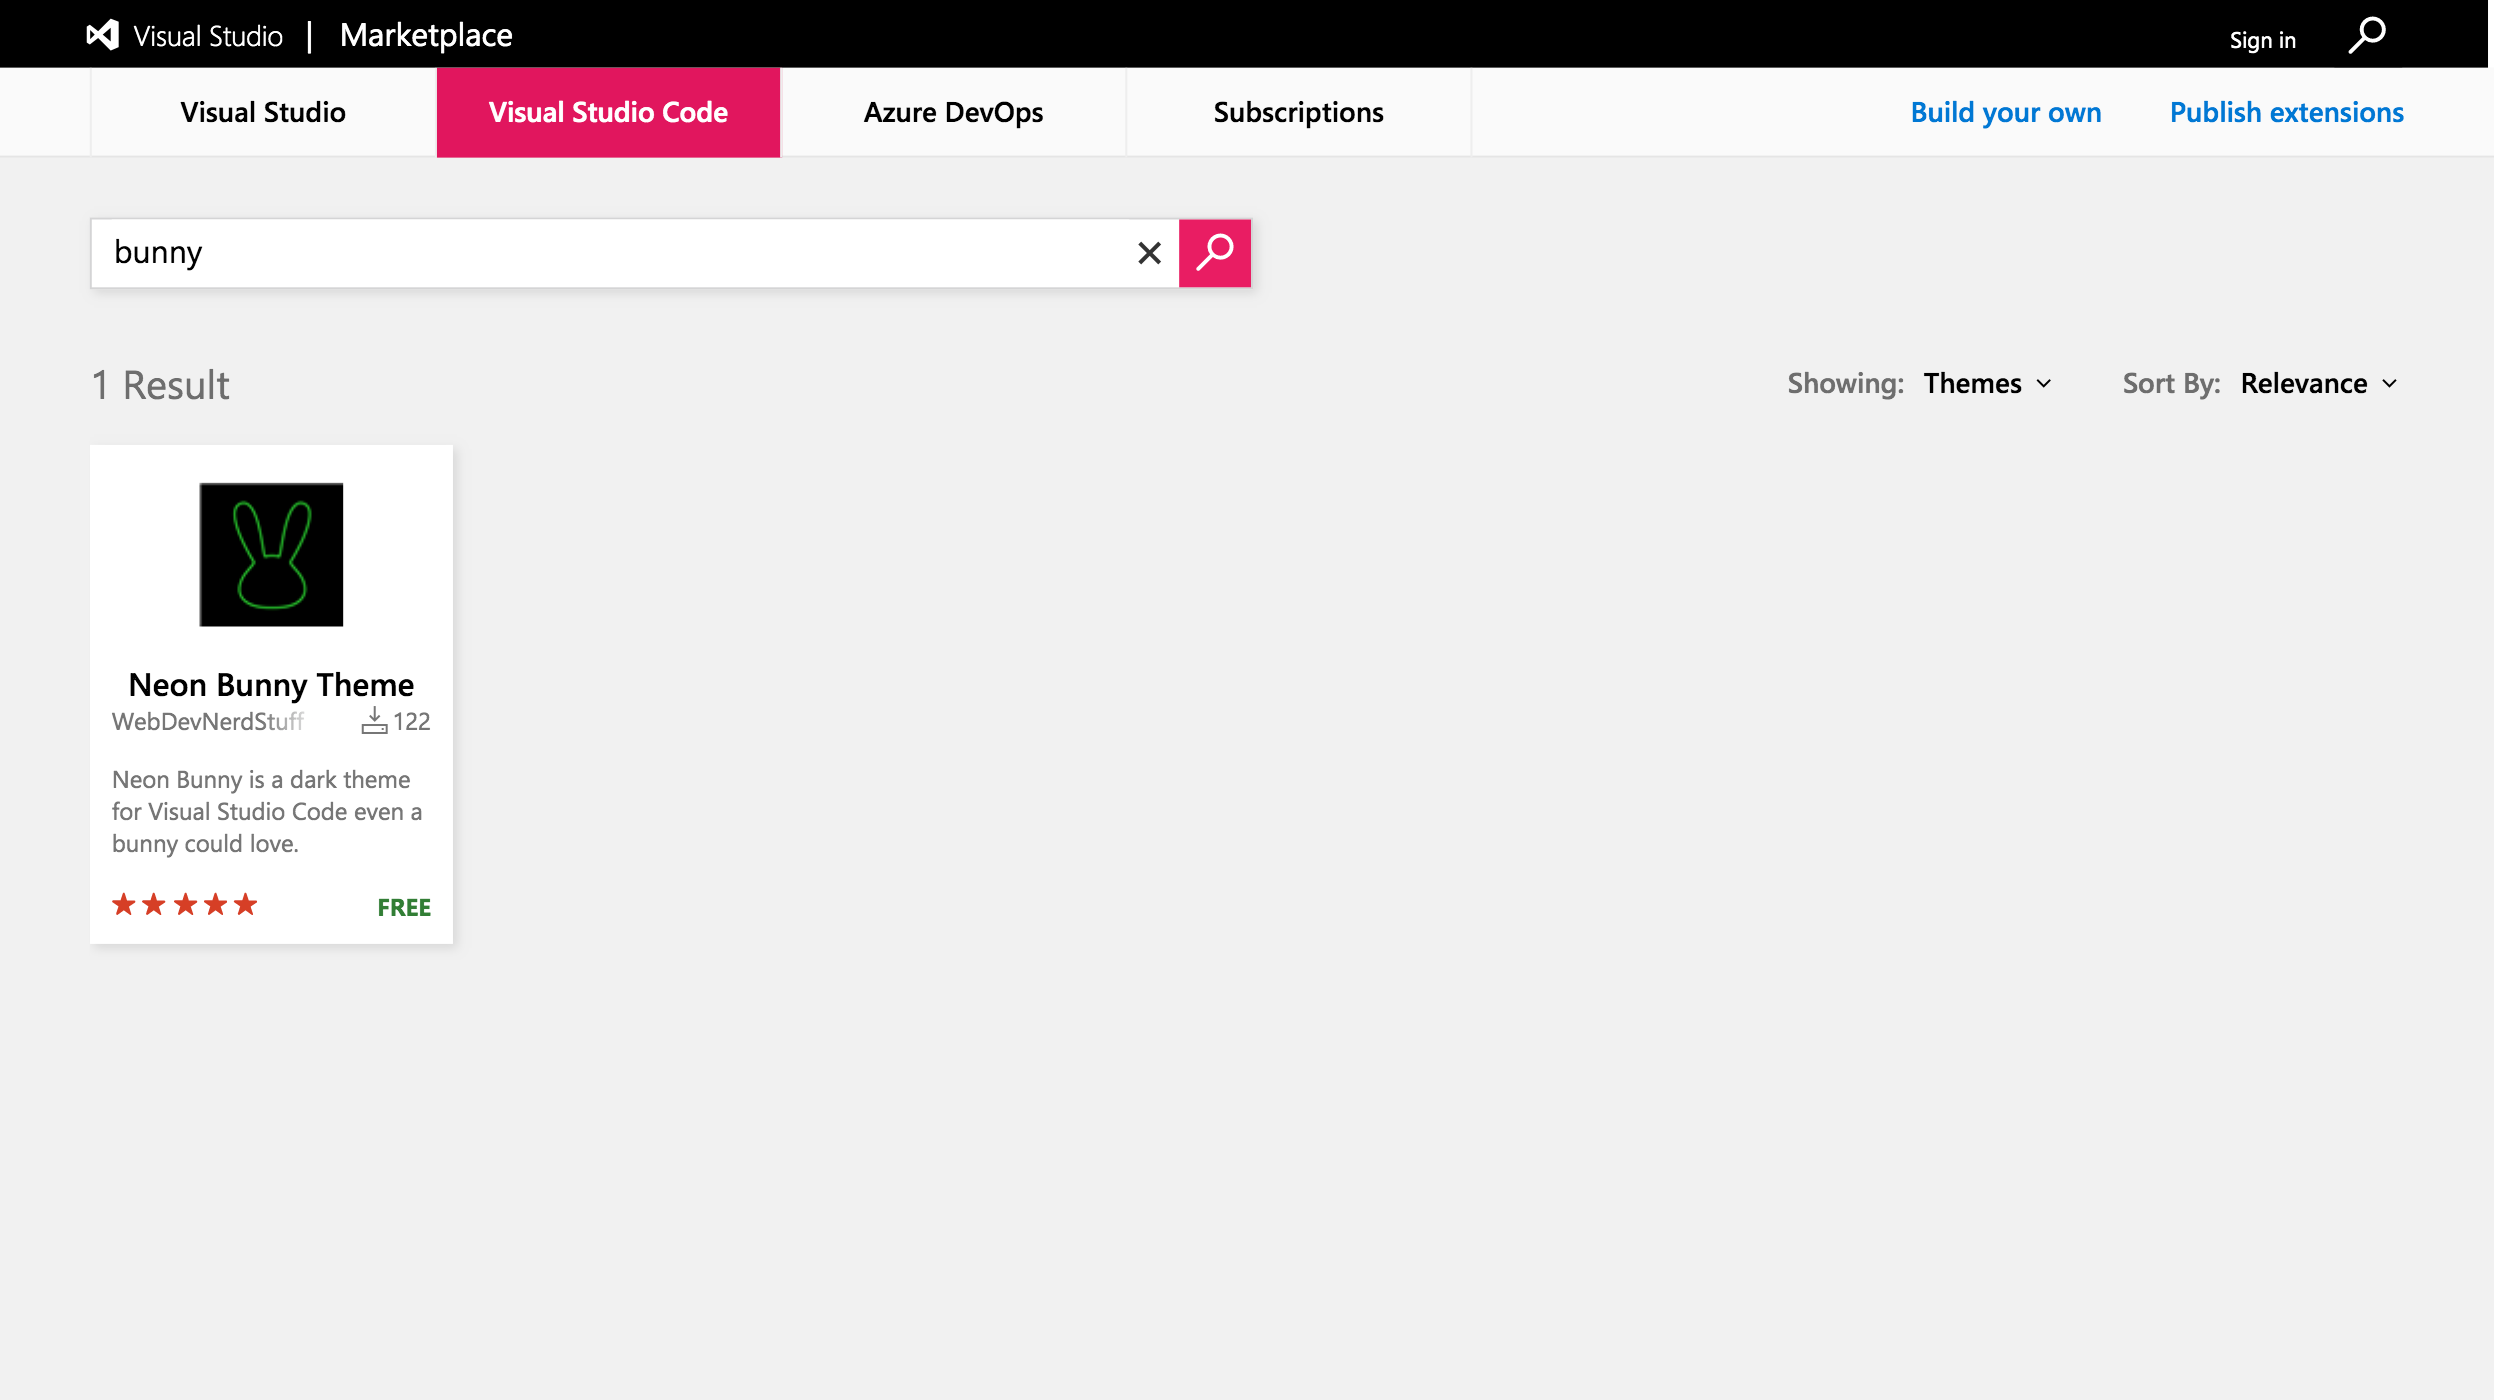 Visual Studio | Marketplace
Sign in
Visual Studio
Visual Studio Code
Azure DevOps
Subscriptions
Build your own
Publish extensions
bunny
1 Result
Showing: Themes
Sort By: Relevance
Neon Bunny Theme
WebDevNerdStuff
122
Neon Bunny is a dark theme
for Visual Studio Code even a
bunny could love.
FREE